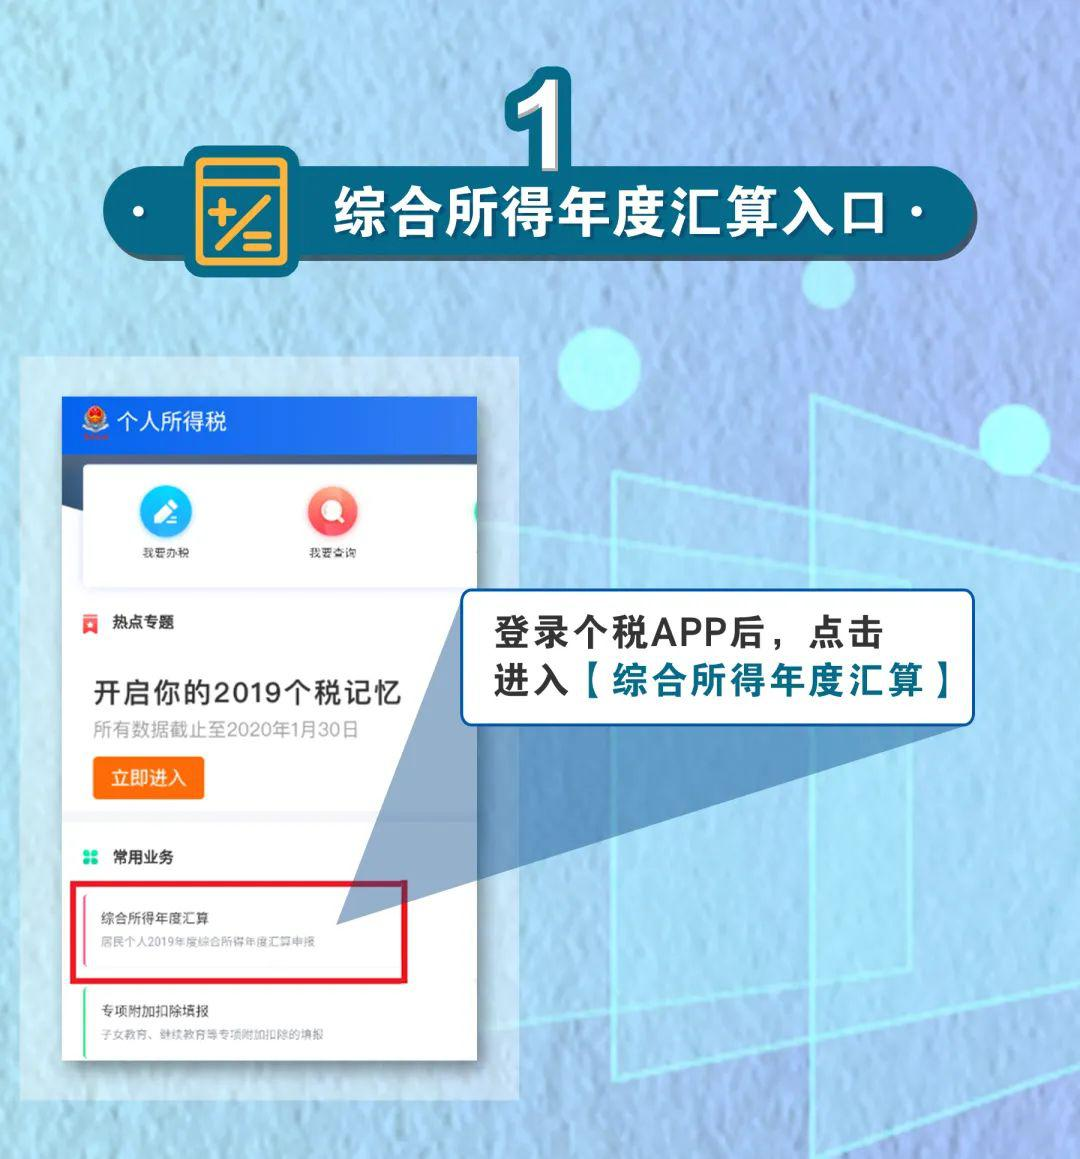 1
综合所得年度汇算入口
个人所得税
我要办税
我要查询
热点专题
登录个税APP后，点击
进入【综合所得年度汇算】
开启你的2019个税记忆
所有数据截止至2020年1月30日
立即进入
常用业务
综合所得年度汇算
居民个人2019年度综合所得年度汇算申报
专项附加扣除填报
子女教育、继续教育等专项附加扣除的填报